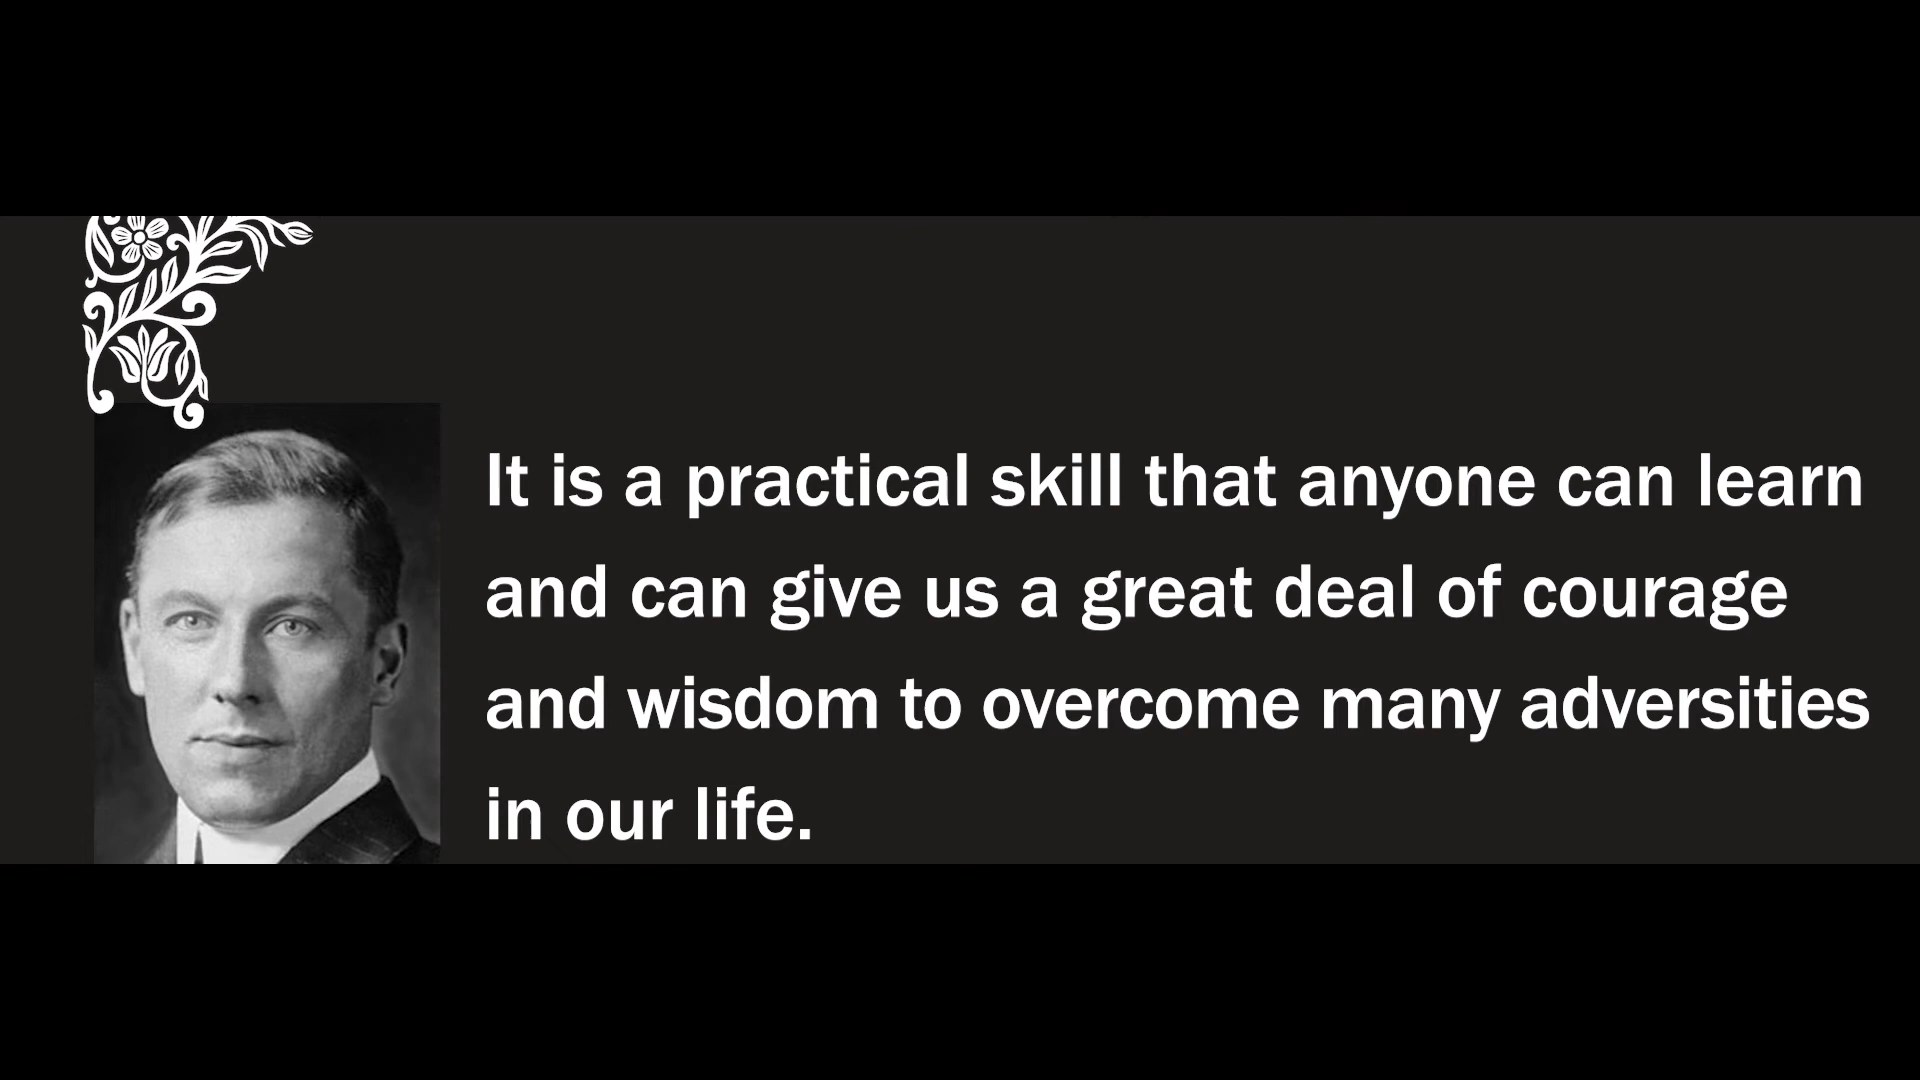 It is a practical skill that anyone can learn
and can give us a great deal of courage
and wisdom to overcome many adversities
in our life.